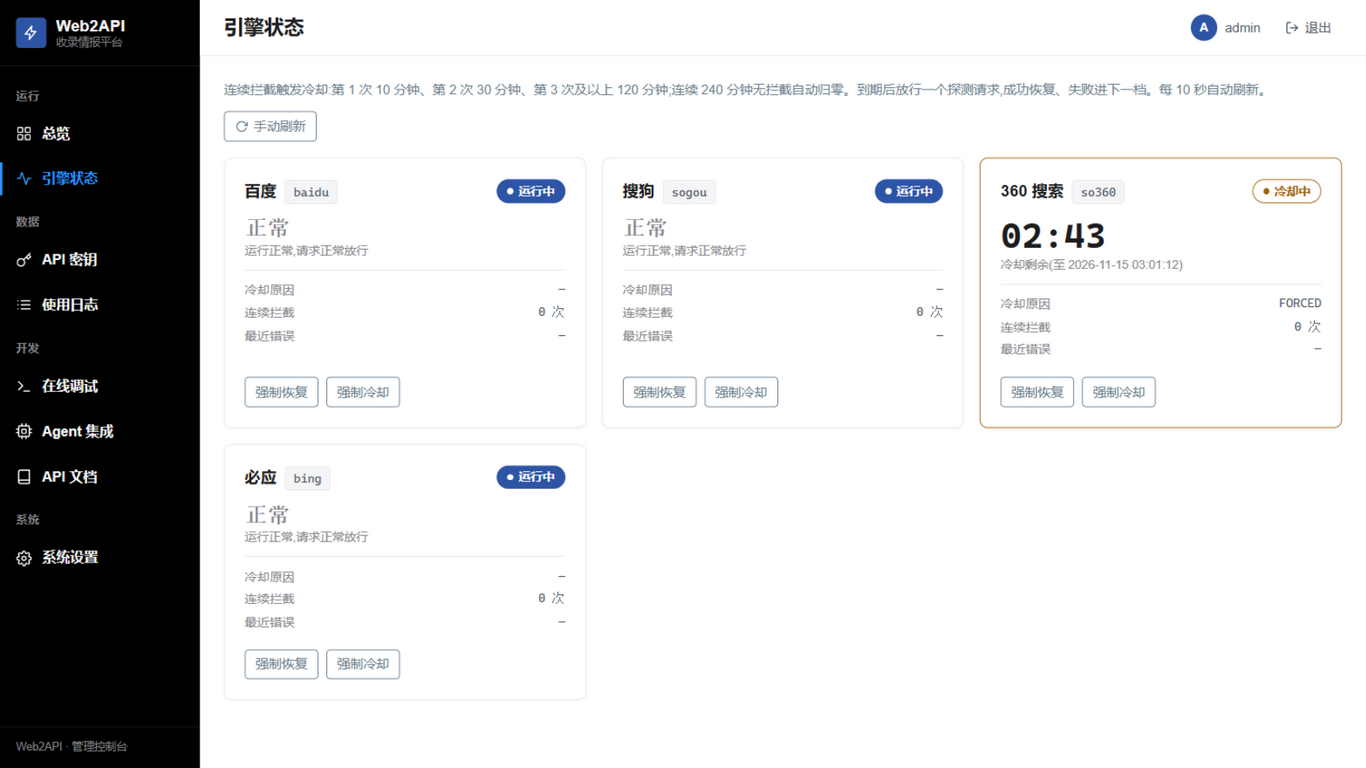 Web2API
收录情报平台
运行
总览
引擎状态
数据
API 密钥
使用日志
开发
在线调试
Agent 集成
API 文档
系统
系统设置
Web2API · 管理控制台
引擎状态
A admin 退出
连续拦截触发冷却:第 1 次 10 分钟、第 2 次 30 分钟、第 3 次及以上 120 分钟;连续 240 分钟无拦截自动归零。到期后放行一个探测请求,成功恢复、失败进下一档。每 10 秒自动刷新。
手动刷新
百度 baidu 运行中
正常
运行正常,请求正常放行
冷却原因 –
连续拦截 0 次
最近错误 –
强制恢复 强制冷却
搜狗 sogou 运行中
正常
运行正常,请求正常放行
冷却原因 –
连续拦截 0 次
最近错误 –
强制恢复 强制冷却
360 搜索 so360 冷却中
02:43
冷却剩余(至 2026-11-15 03:01:12)
冷却原因 FORCED
连续拦截 0 次
最近错误 –
强制恢复 强制冷却
必应 bing 运行中
正常
运行正常,请求正常放行
冷却原因 –
连续拦截 0 次
最近错误 –
强制恢复 强制冷却